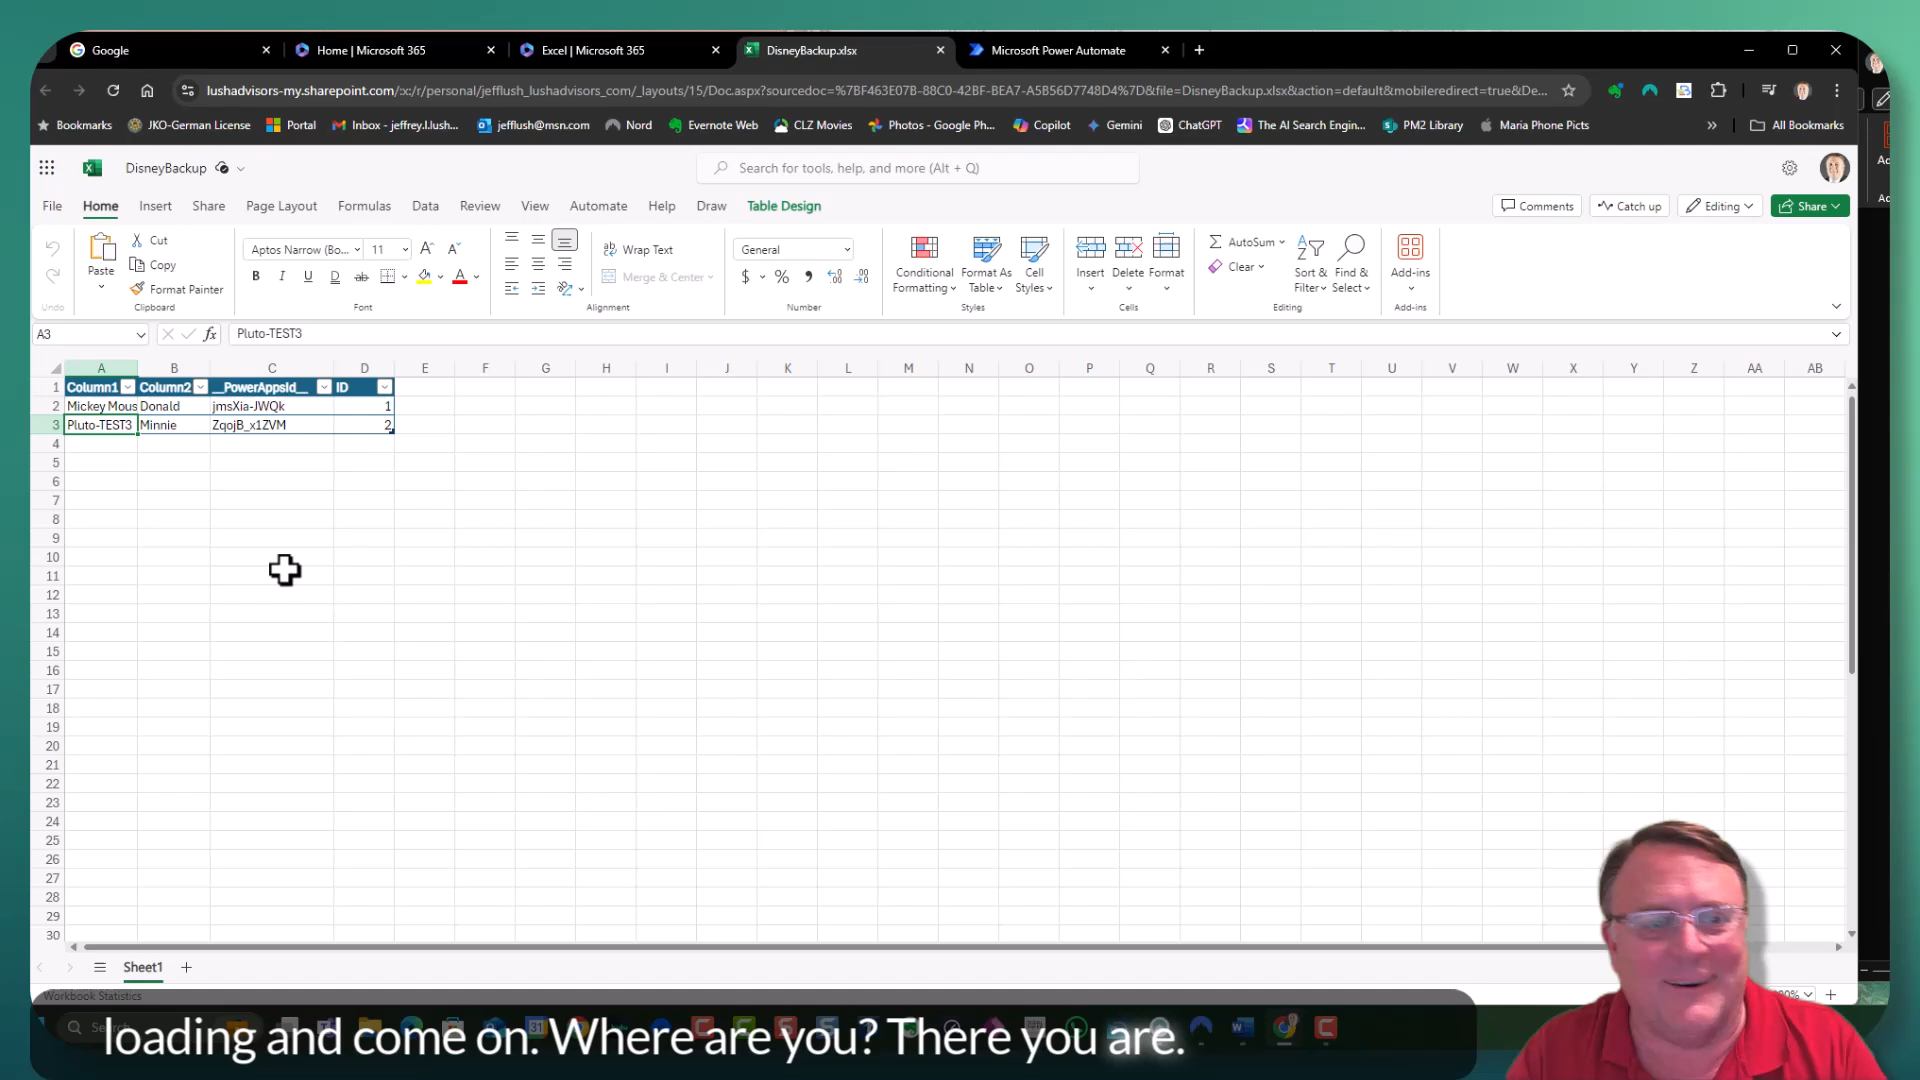 Google
Home | Microsoft 365
Excel | Microsoft 365
DisneyBackup.xlsx
Microsoft Power Automate
lushadvisors-my.sharepoint.com/:x:/r/personal/jefflush_lushadvisors_com/_layouts/15/Doc.aspx?sourcedoc=%7BF463E07B-88C0-42BF-BEA7-A5B56D7748D4%7D&file=DisneyBackup.xlsx&action=default&mobileredirect=true&De...
Bookmarks
JKO-German License
Portal
Inbox - jeffrey.l.lush...
jefflush@msn.com
Nord
Evernote Web
CLZ Movies
Photos - Google Ph...
Copilot
Gemini
ChatGPT
The AI Search Engin...
PM2 Library
Maria Phone Picts
»
All Bookmarks
DisneyBackup
Search for tools, help, and more (Alt + Q)
File Home Insert Share Page Layout Formulas Data Review View Automate Help Draw Table Design
Comments Catch up Editing Share
Paste
Cut
Copy
Format Painter
Aptos Narrow (Bo... 11
B I U D ab A
Wrap Text
Merge & Center
General
$ % 9
Conditional Formatting
Format As Table
Cell Styles
Insert Delete Format
AutoSum
Clear
Sort & Filter
Find & Select
Add-ins
Undo Clipboard Font Alignment Number Styles Cells Editing Add-ins
A3 fx Pluto-TEST3
A B C D E F G H I J K L M N O P Q R S T U V W X Y Z AA AB
1 Column1 Column2 __PowerAppsId__ ID
2 Mickey Mous Donald jmsXia-JWQk 1
3 Pluto-TEST3 Minnie ZqojB_x1ZVM 2
4
5
6
7
8
9
10
11
12
13
14
15
16
17
18
19
20
21
22
23
24
25
26
27
28
29
30
Sheet1
Workbook Statistics
loading and come on. Where are you? There you are.